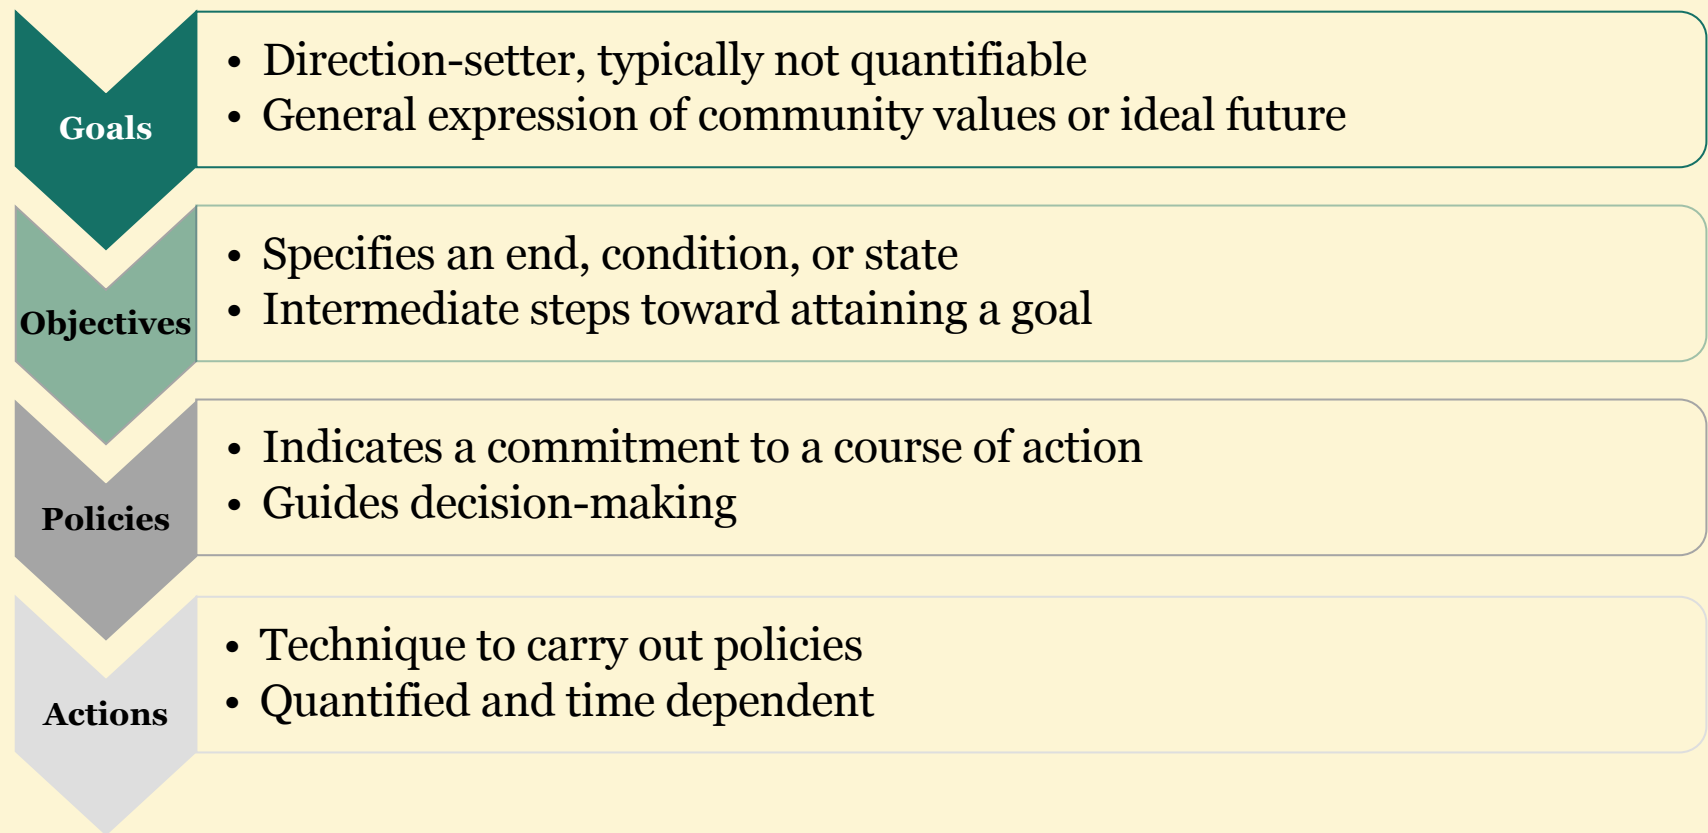 Goals
• Direction-setter, typically not quantifiable
• General expression of community values or ideal future
Objectives
• Specifies an end, condition, or state
• Intermediate steps toward attaining a goal
Policies
• Indicates a commitment to a course of action
• Guides decision-making
Actions
• Technique to carry out policies
• Quantified and time dependent